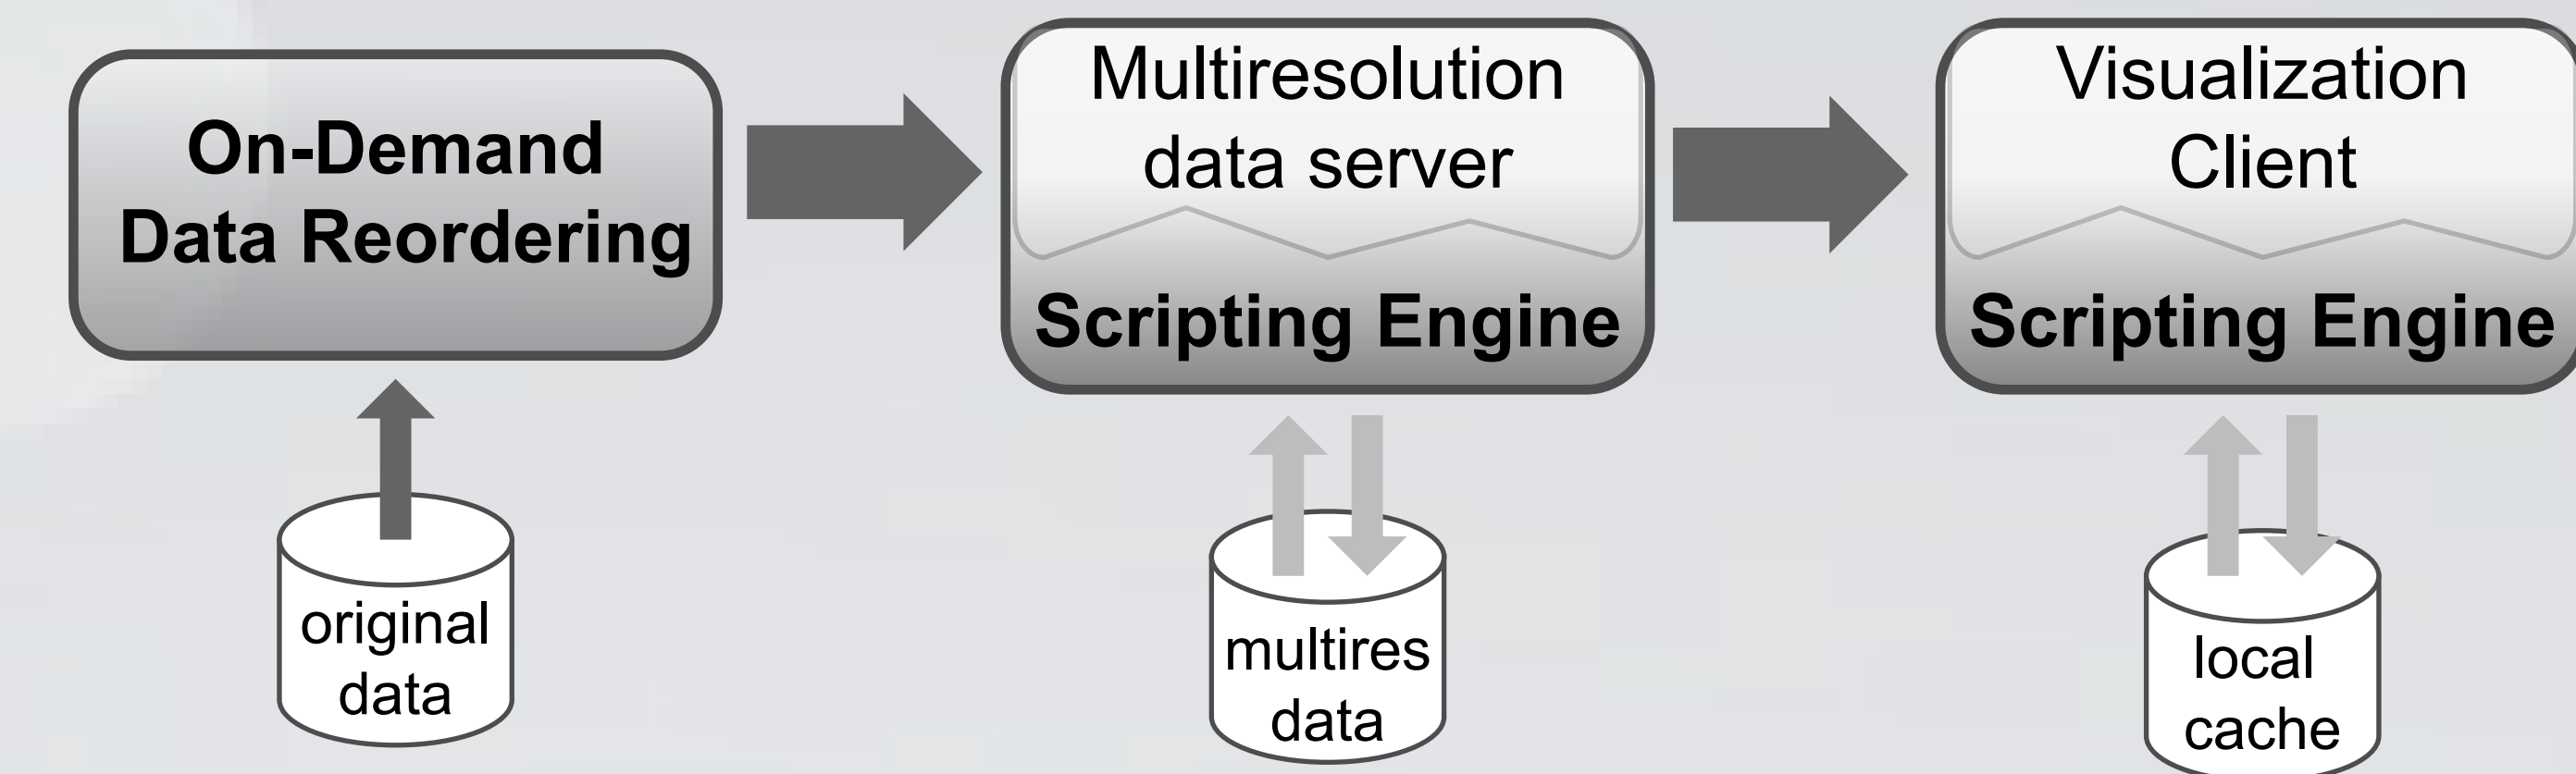 On-Demand
Data Reordering
Multiresolution
data server
Scripting Engine
Visualization
Client
Scripting Engine
original
data
multires
data
local
cache